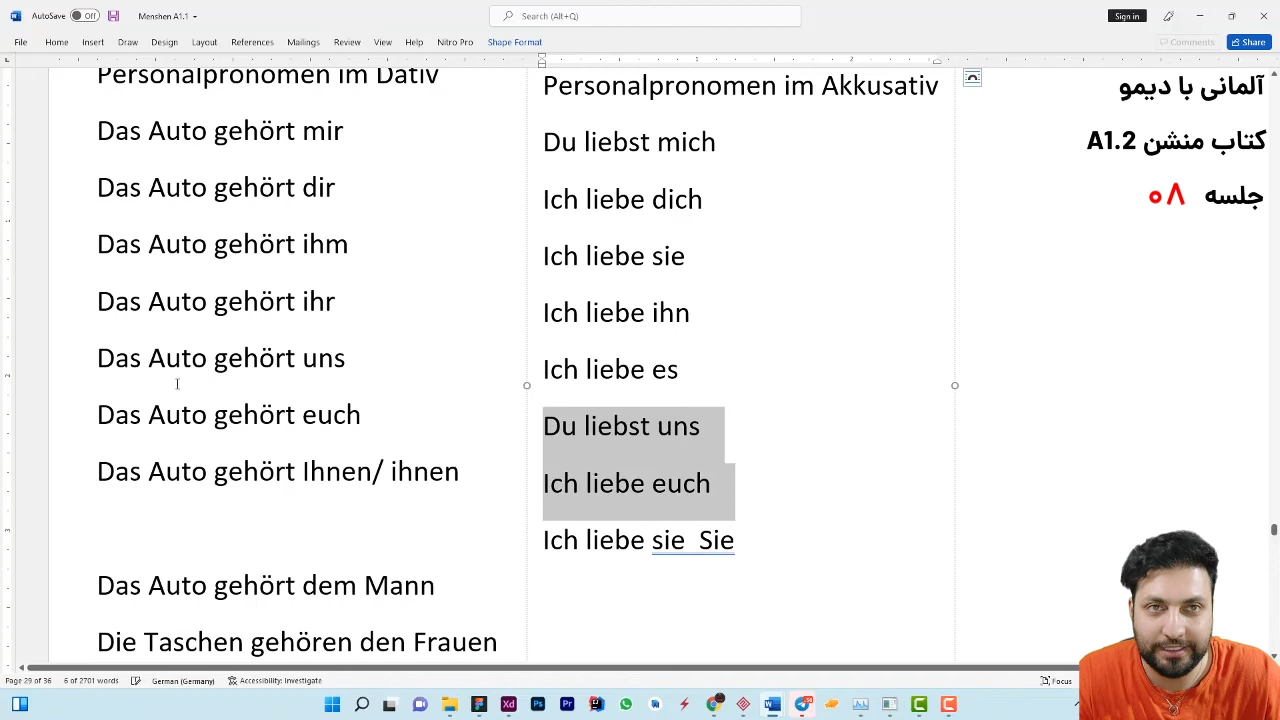 AutoSave
Off
Menshen A1.1
Search (Alt+Q)
Sign in
File Home Insert Draw Design Layout References Mailings Review View Help Nitro Pro Shape Format
Comments
Share
Personalpronomen im Dativ
Das Auto gehört mir
Das Auto gehört dir
Das Auto gehört ihm
Das Auto gehört ihr
Das Auto gehört uns
Das Auto gehört euch
Das Auto gehört Ihnen/ ihnen
Das Auto gehört dem Mann
Die Taschen gehören den Frauen
Personalpronomen im Akkusativ
Du liebst mich
Ich liebe dich
Ich liebe sie
Ich liebe ihn
Ich liebe es
Du liebst uns
Ich liebe euch
Ich liebe sie  Sie
آلمانی با دیمو
کتاب منشن A1.2
جلسه ۰۸
Page 29 of 36 6 of 2701 words German (Germany) Accessibility: Investigate
Focus